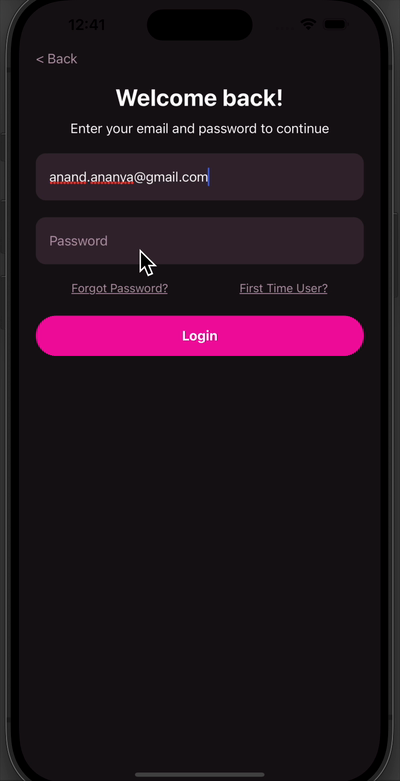 12:41
< Back
Welcome back!
Enter your email and password to continue
anand.ananya@gmail.com
Password
Forgot Password? First Time User?
Login